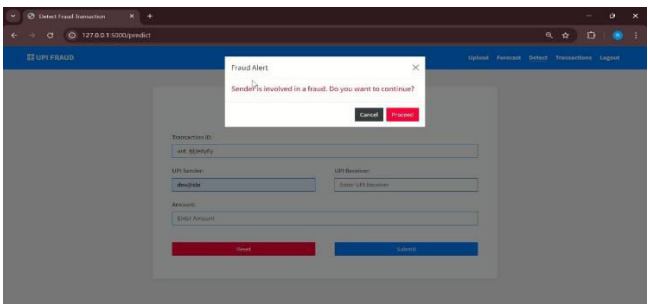 Detect Fraud Transaction
127.0.0.1:5000/predict
UPI FRAUD
Upload Forecast Detect Transactions Logout
Fraud Alert
Sender is involved in a fraud. Do you want to continue?
Cancel Proceed
Transaction ID:
UPI Sender: UPI Receiver:
Enter UPI Receiver
Amount:
Enter Amount
Reset Submit